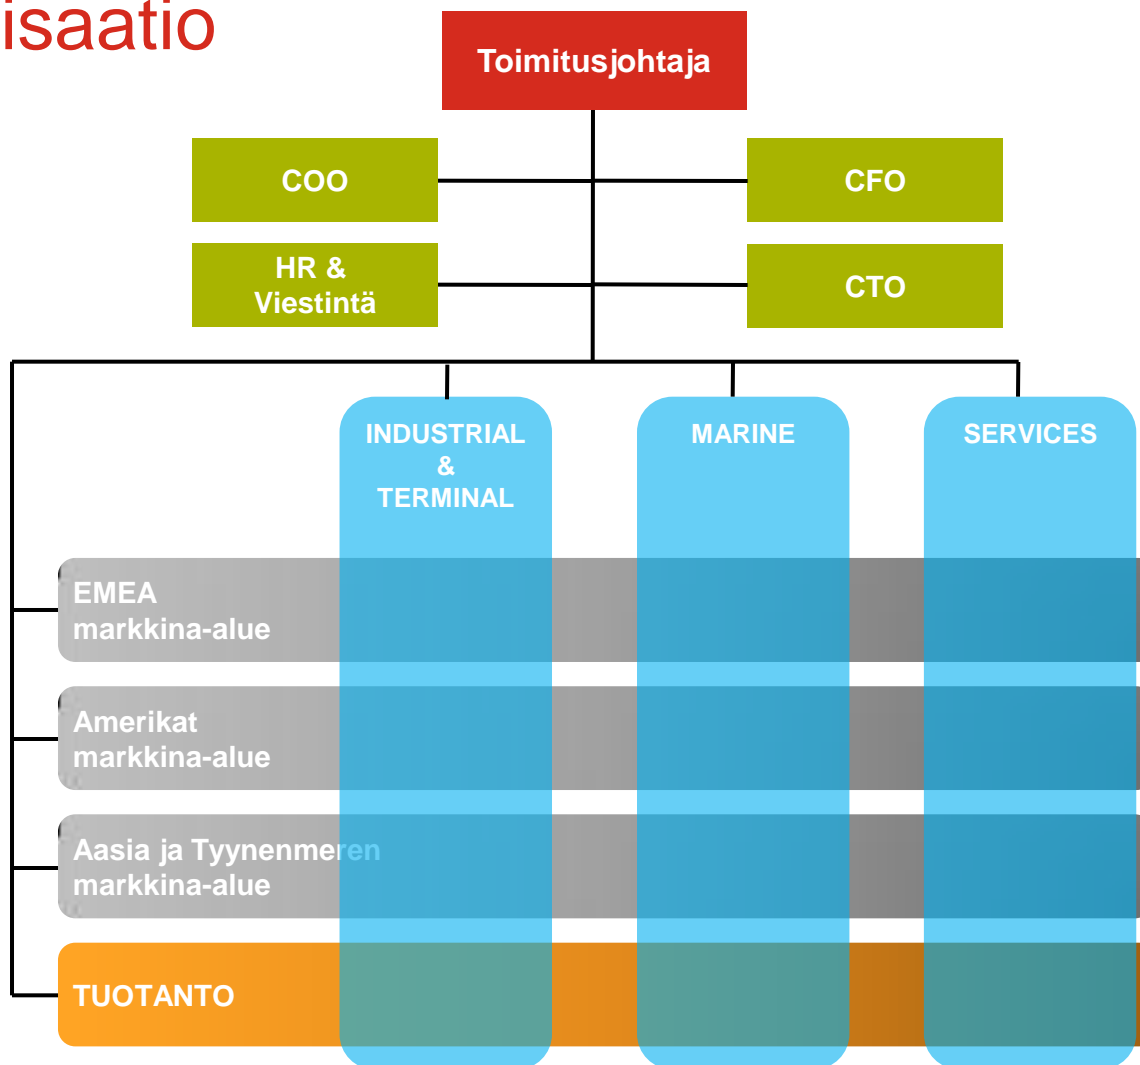 isaatio
Toimitusjohtaja
COO
CFO
HR &
Viestintä
CTO
INDUSTRIAL
&
TERMINAL
MARINE
SERVICES
EMEA
markkina-alue
Amerikat
markkina-alue
Aasia ja Tyynenmeren
markkina-alue
TUOTANTO